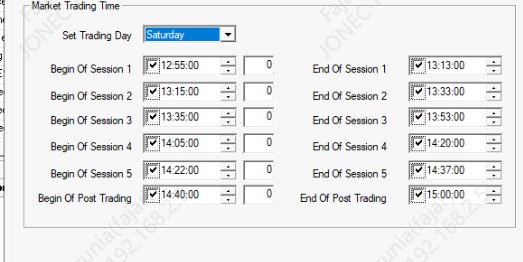 Market Trading Time
Set Trading Day Saturday
Begin Of Session 1 12:55:00 0 End Of Session 1 13:13:00
Begin Of Session 2 13:15:00 0 End Of Session 2 13:33:00
Begin Of Session 3 13:35:00 0 End Of Session 3 13:53:00
Begin Of Session 4 14:05:00 0 End Of Session 4 14:20:00
Begin Of Session 5 14:22:00 0 End Of Session 5 14:37:00
Begin Of Post Trading 14:40:00 0 End Of Post Trading 15:00:00